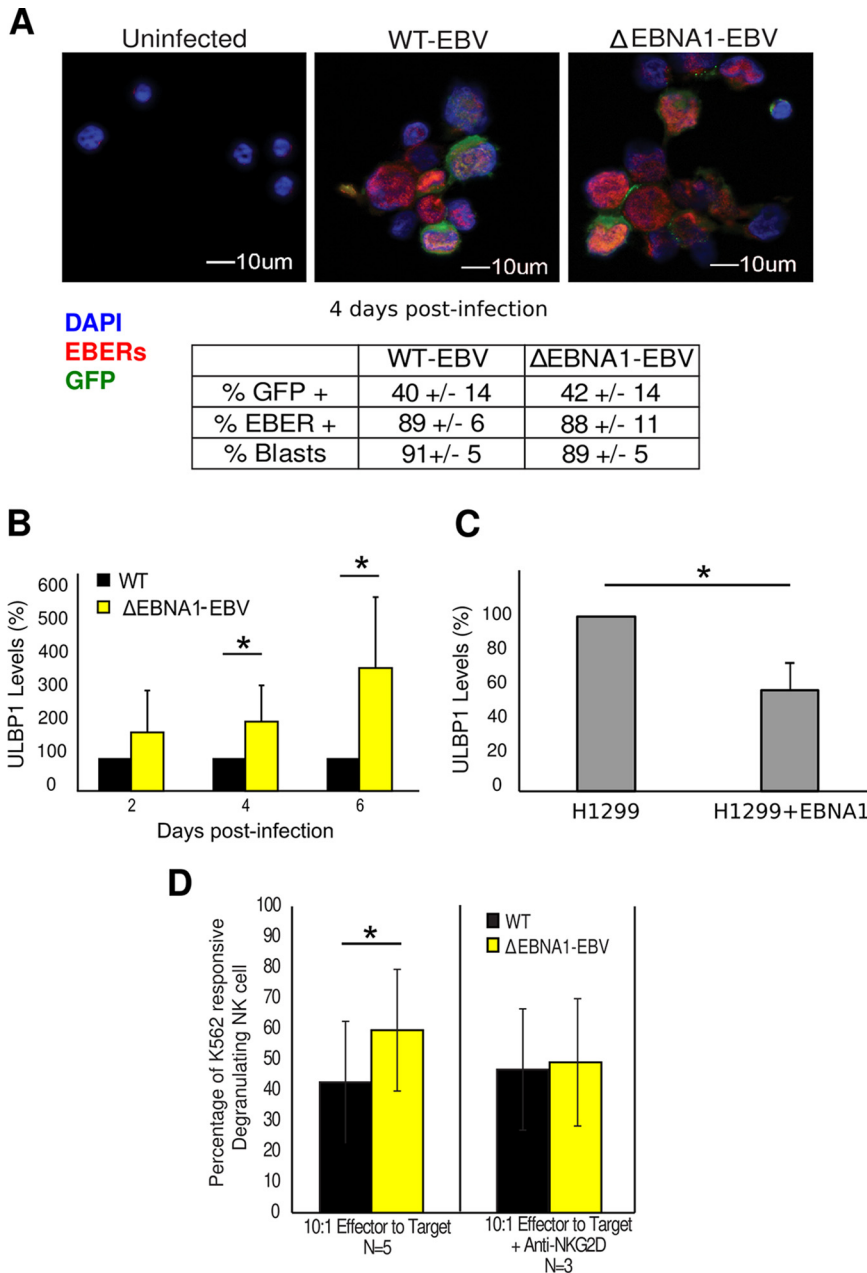 A
Uninfected WT-EBV ΔEBNA1-EBV
10um 10um 10um
4 days post-infection
DAPI
EBERs
GFP
WT-EBV ΔEBNA1-EBV
% GFP + 40 +/- 14 42 +/- 14
% EBER + 89 +/- 6 88 +/- 11
% Blasts 91+/- 5 89 +/- 5
B
ULBP1 Levels (%)
600
500
400
300
200
100
0
WT
ΔEBNA1-EBV
* *
2 4 6
Days post-infection
C
ULBP1 Levels (%)
100
80
60
40
20
0
*
H1299 H1299+EBNA1
D
Percentage of K562 responsive
Degranulating NK cell
100
90
80
70
60
50
40
30
20
10
0
*
WT
ΔEBNA1-EBV
10:1 Effector to Target
N=5
10:1 Effector to Target
+ Anti-NKG2D
N=3